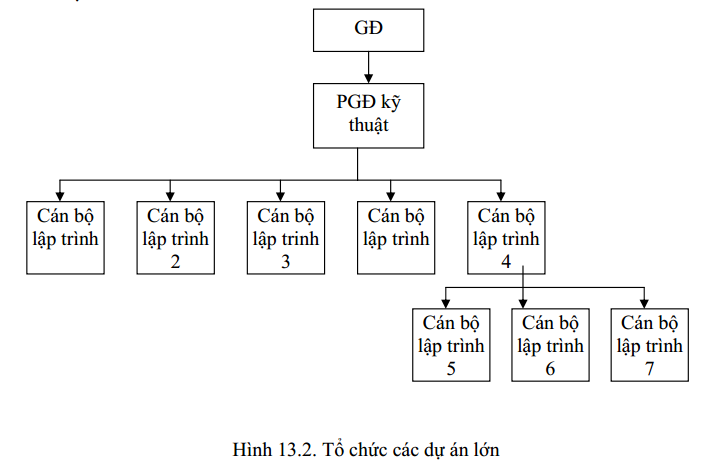 GĐ
PGĐ kỹ
thuật
Cán bộ
lập trình
Cán bộ
lập trình
2
Cán bộ
lập trinh
3
Cán bộ
lập trình
Cán bộ
lập trình
4
Cán bộ
lập trình
5
Cán bộ
lập trình
6
Cán bộ
lập trình
7
Hình 13.2. Tổ chức các dự án lớn